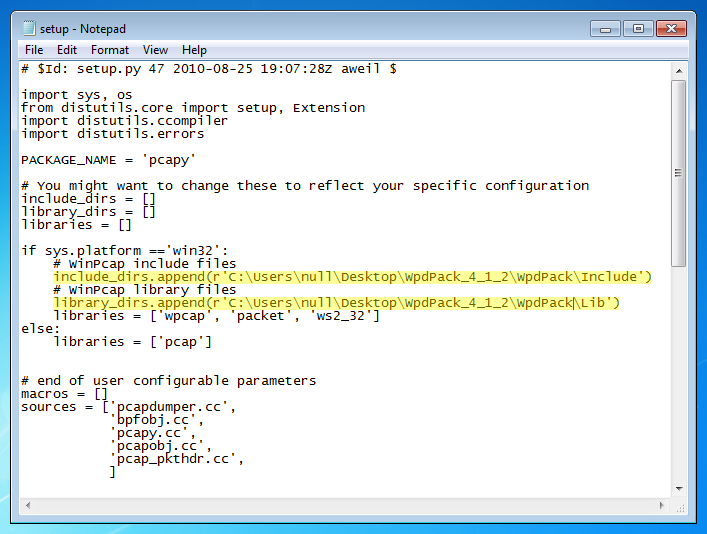 setup - Notepad
File Edit Format View Help
# $Id: setup.py 47 2010-08-25 19:07:28Z aweil $

import sys, os
from distutils.core import setup, Extension
import distutils.ccompiler
import distutils.errors

PACKAGE_NAME = 'pcapy'

# You might want to change these to reflect your specific configuration
include_dirs = []
library_dirs = []
libraries = []

if sys.platform =='win32':
    # WinPcap include files
    include_dirs.append(r'C:\Users\null\Desktop\WpdPack_4_1_2\WpdPack\Include')
    # WinPcap library files
    library_dirs.append(r'C:\Users\null\Desktop\WpdPack_4_1_2\WpdPack\Lib')
    libraries = ['wpcap', 'packet', 'ws2_32']
else:
    libraries = ['pcap']


# end of user configurable parameters
macros = []
sources = ['pcapdumper.cc',
           'bpfobj.cc',
           'pcapy.cc',
           'pcapobj.cc',
           'pcap_pkthdr.cc',
           ]